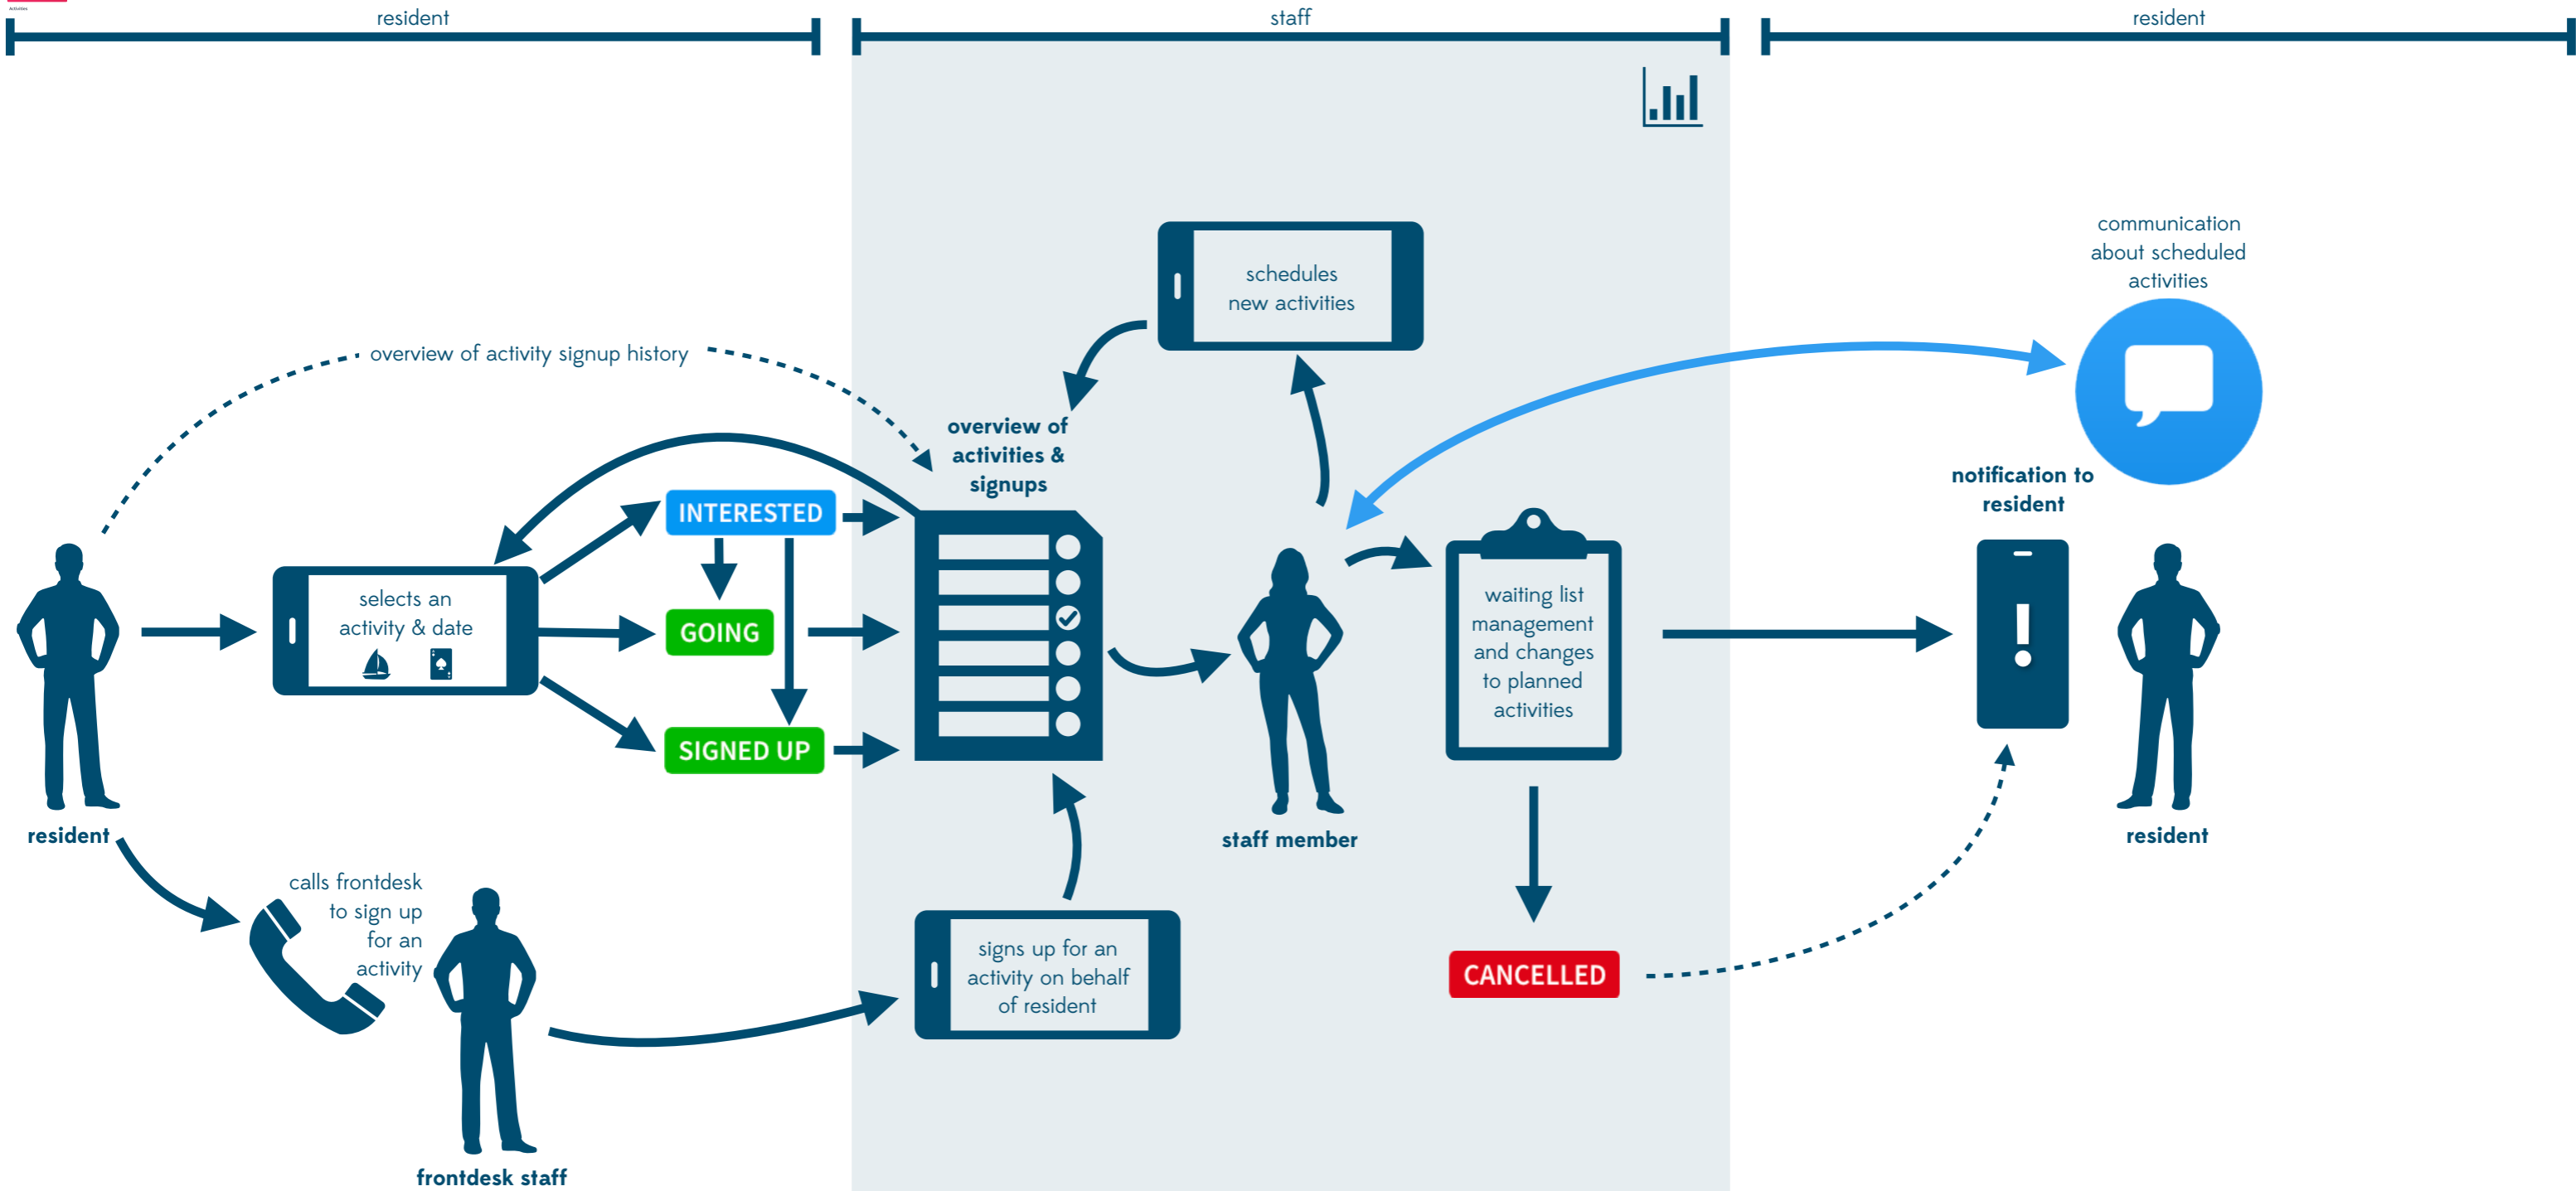 Activities
resident
staff
resident
communication
about scheduled
activities
schedules
new activities
overview of activity signup history
overview of
activities &
signups
notification to
resident
INTERESTED
selects an
activity & date
GOING
SIGNED UP
waiting list
management
and changes
to planned
activities
!
resident
staff member
resident
calls frontdesk
to sign up
for an
activity
signs up for an
activity on behalf
of resident
CANCELLED
frontdesk staff